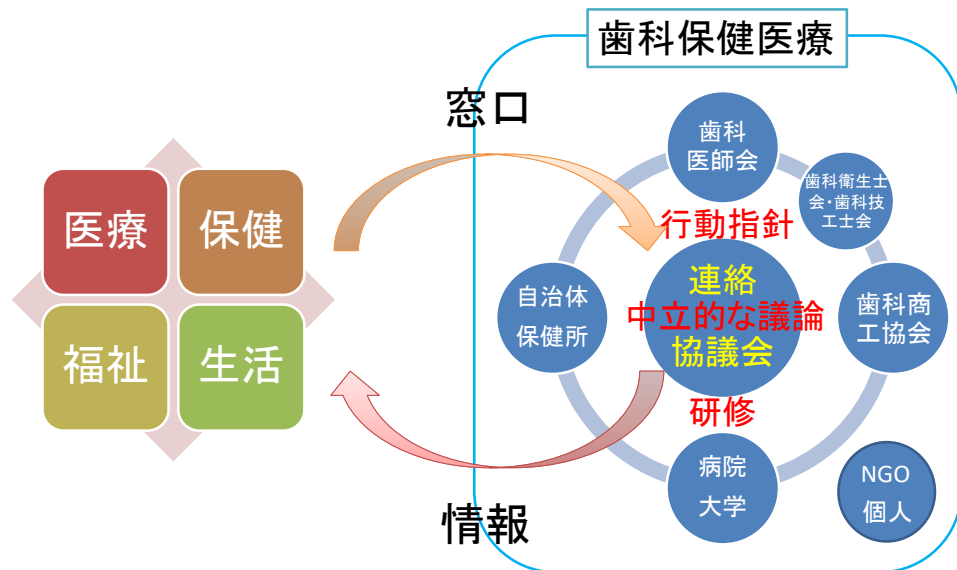 歯科保健医療
窓口
医療
保健
福祉
生活
歯科
医師会
歯科衛生士
会・歯科技
工士会
行動指針
自治体
保健所
連絡
中立的な議論
協議会
歯科商
工協会
研修
病院
大学
NGO
個人
情報